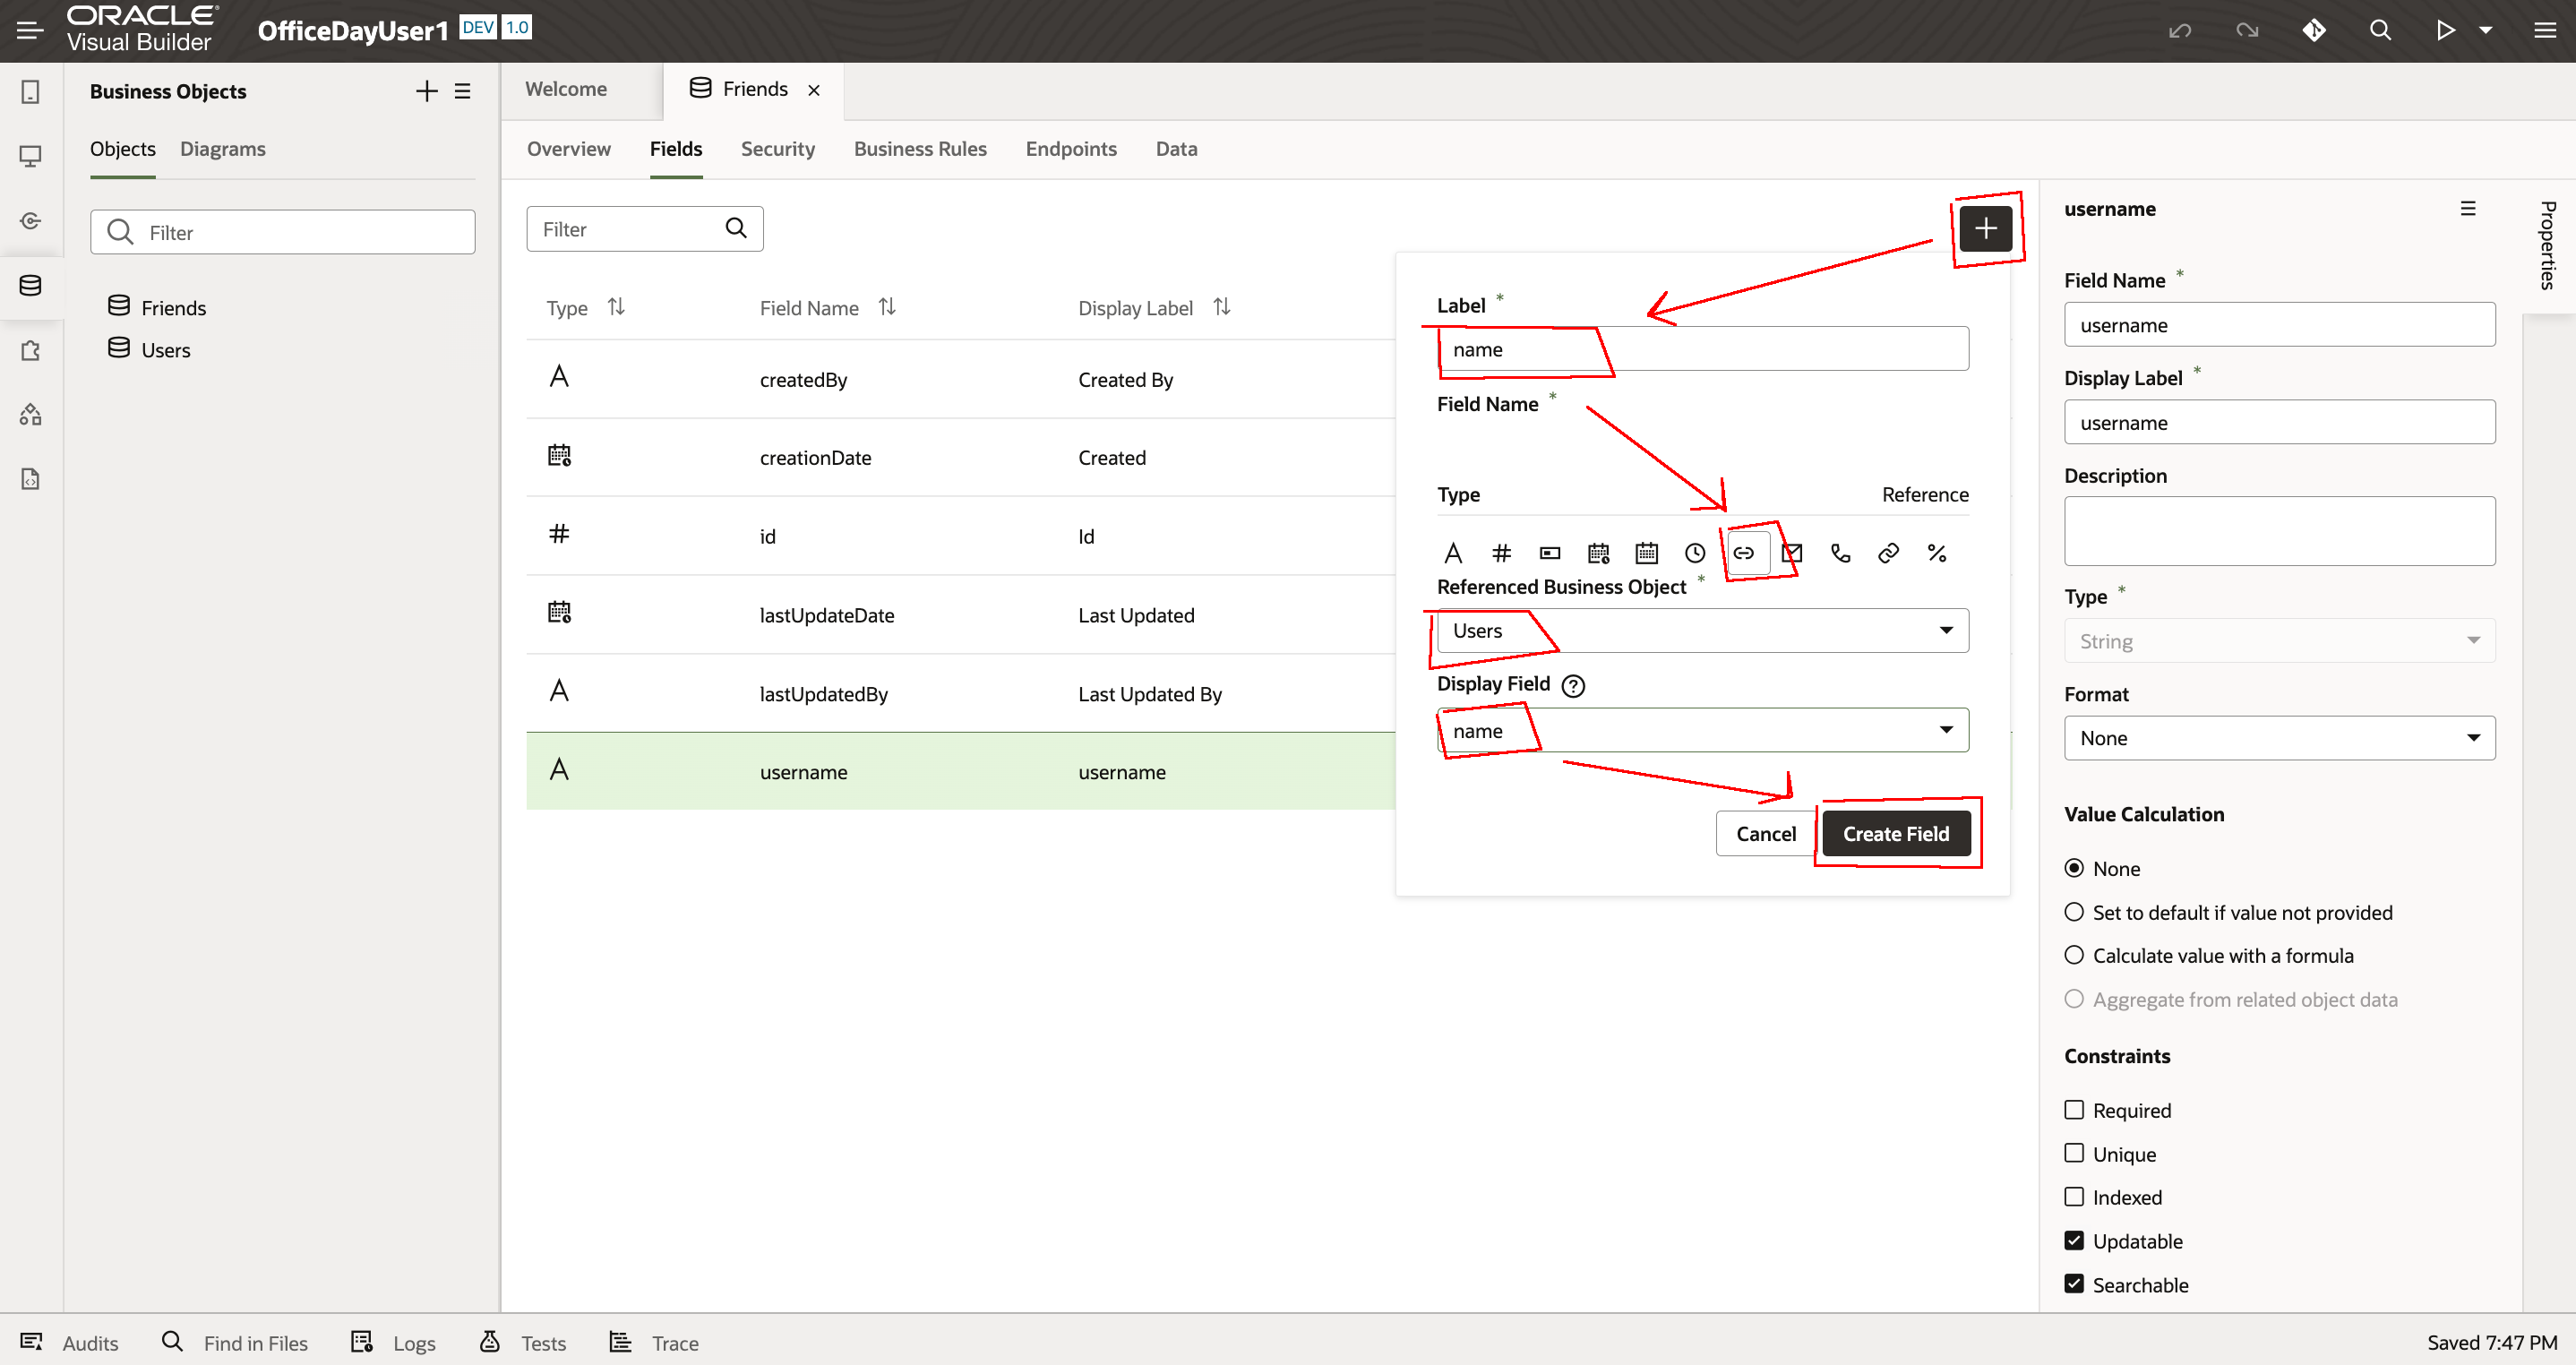 ORACLE
Visual Builder
OfficeDayUser1 DEV 1.0
Business Objects
Objects Diagrams
Filter
Friends
Users
Welcome Friends
Overview Fields Security Business Rules Endpoints Data
Filter
Type Field Name Display Label
createdBy Created By
creationDate Created
# id Id
lastUpdateDate Last Updated
lastUpdatedBy Last Updated By
username username
Label *
name
Field Name *
Type Reference
A # %
Referenced Business Object *
Users
Display Field ?
name
Cancel Create Field
username
Field Name *
username
Display Label *
username
Description
Type *
String
Format
None
Value Calculation
None
Set to default if value not provided
Calculate value with a formula
Aggregate from related object data
Constraints
Required
Unique
Indexed
Updatable
Searchable
Properties
Audits Find in Files Logs Tests Trace
Saved 7:47 PM